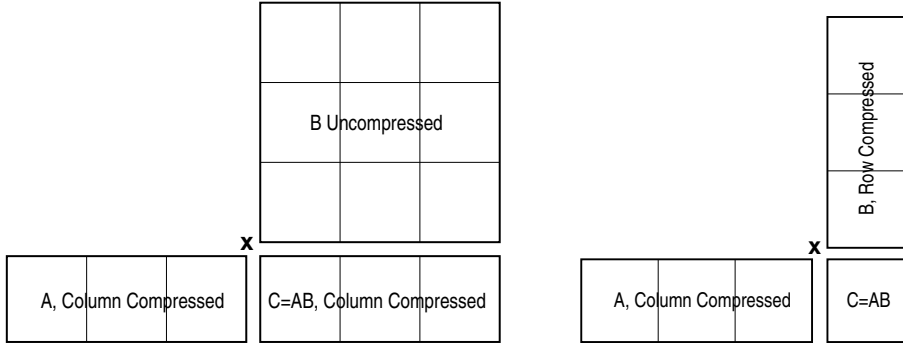 B Uncompressed
x
A, Column Compressed
C=AB, Column Compressed
B, Row Compressed
x
A, Column Compressed
C=AB